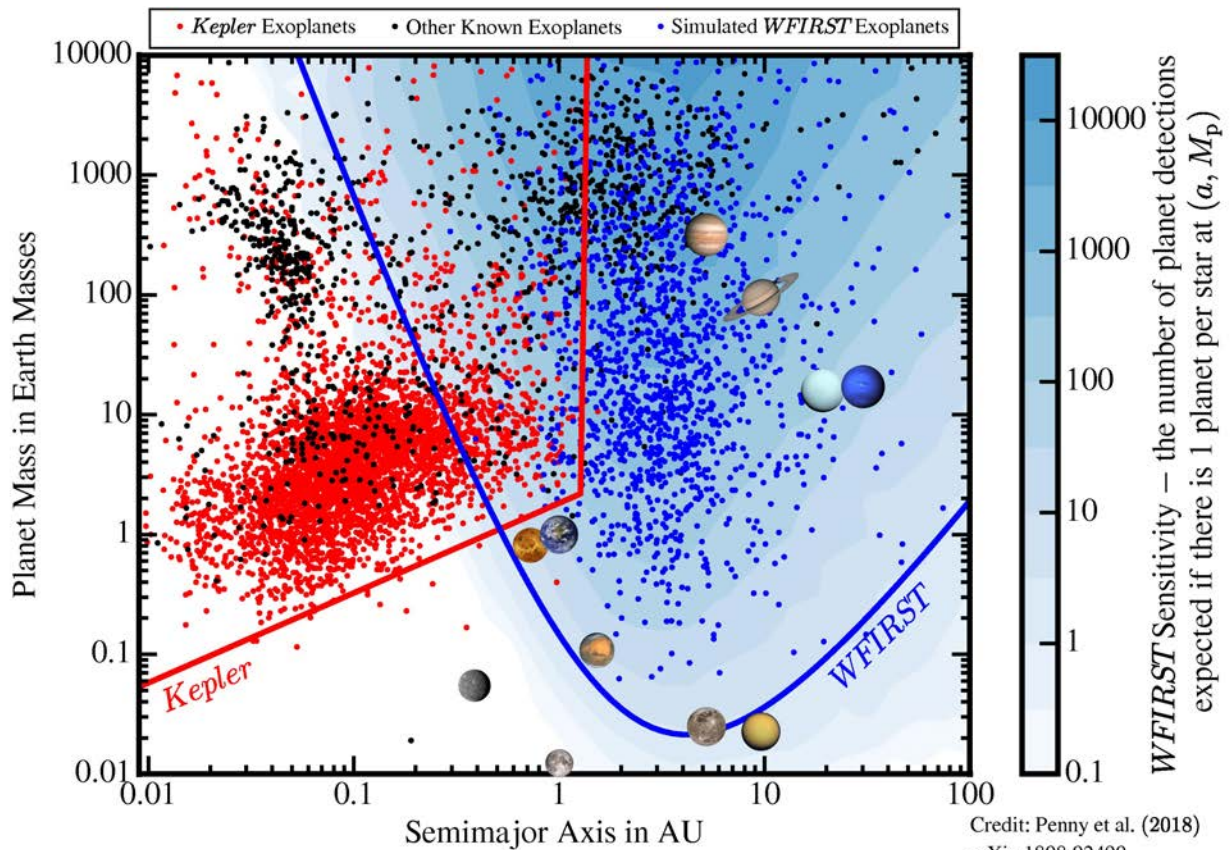 Kepler Exoplanets
Other Known Exoplanets
Simulated WFIRST Exoplanets
10000
1000
100
10
1
0.1
0.01
Planet Mass in Earth Masses
Kepler
WFIRST
0.01
0.1
1
10
100
Semimajor Axis in AU
10000
1000
100
10
1
0.1
WFIRST Sensitivity – the number of planet detections
expected if there is 1 planet per star at (a, Mp)
Credit: Penny et al. (2018)